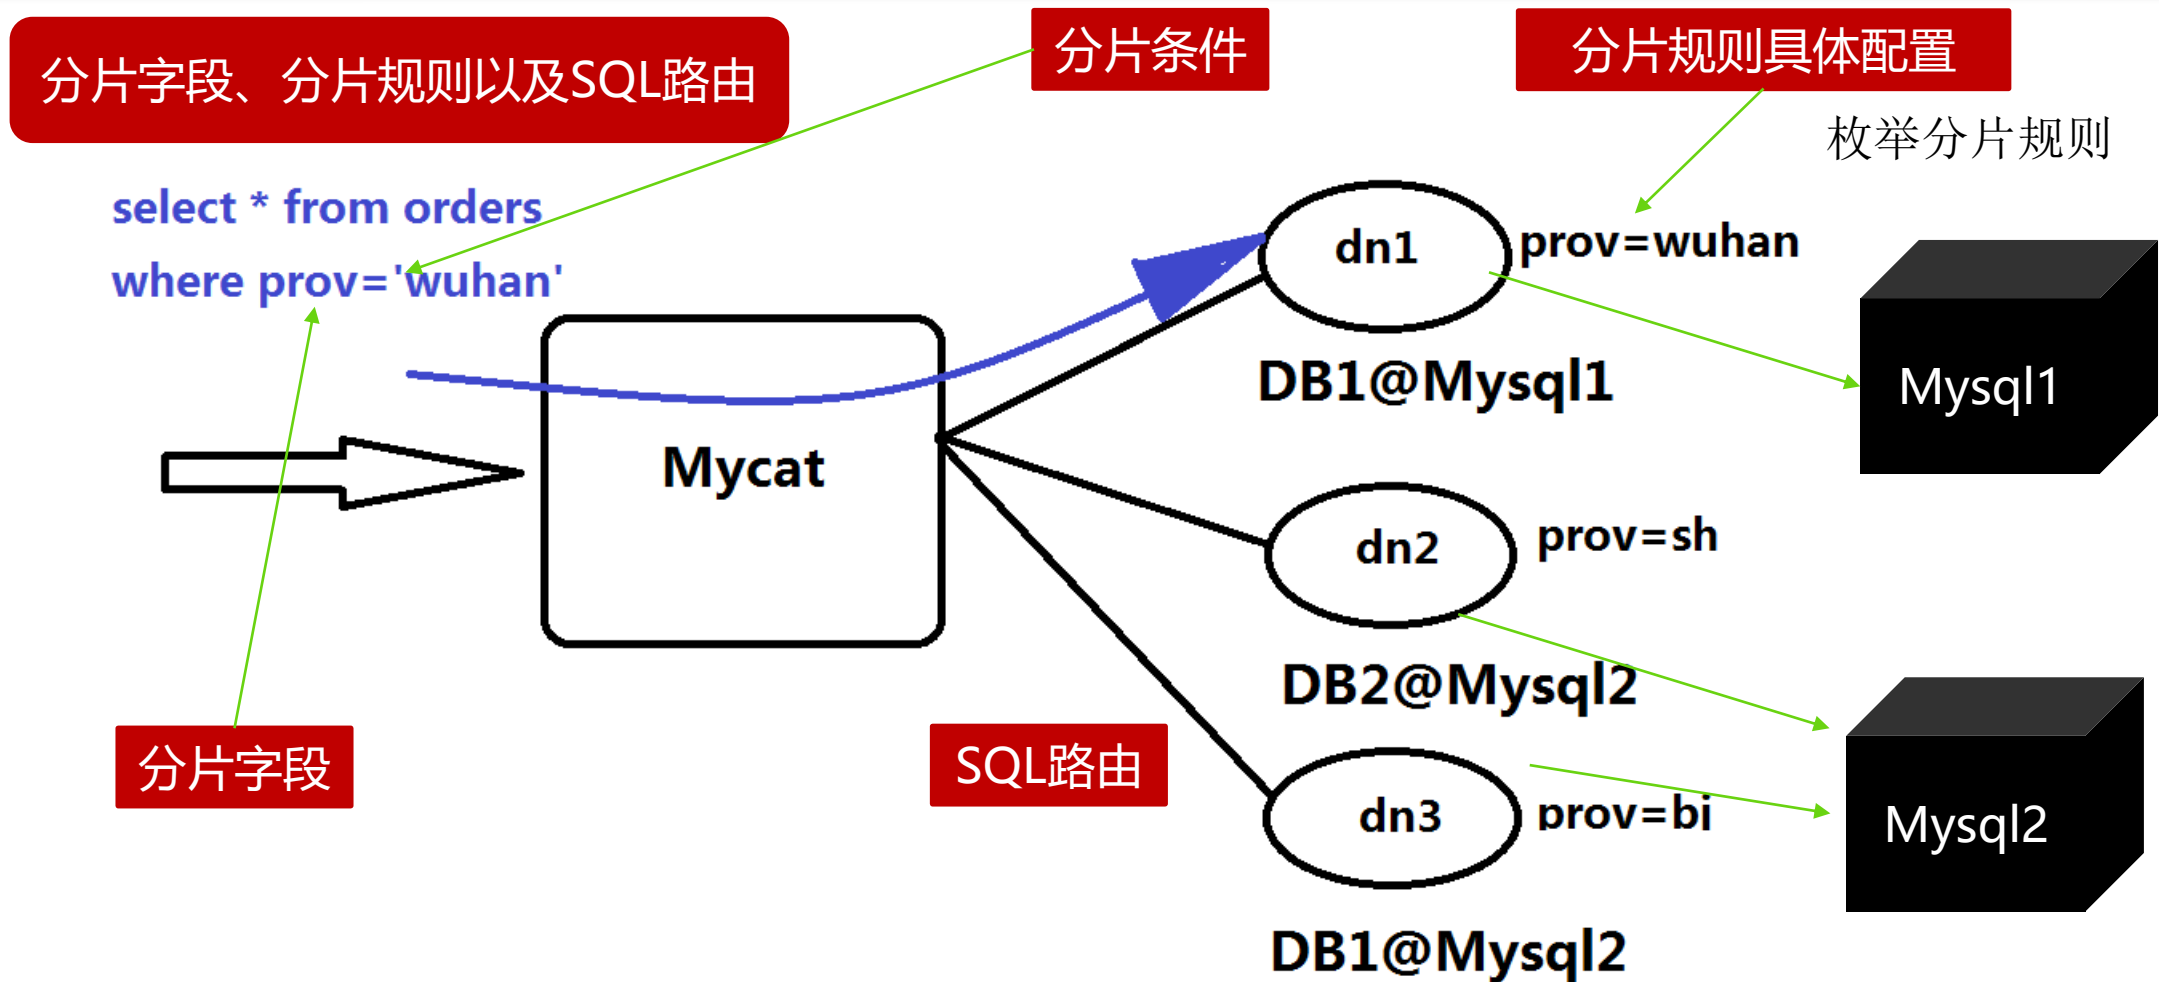 分片字段、分片规则以及SQL路由
分片条件
分片规则具体配置
枚举分片规则
select * from orders
where prov='wuhan'
dn1
prov=wuhan
DB1@Mysql1
Mysql1
Mycat
dn2
prov=sh
DB2@Mysql2
分片字段
SQL路由
dn3
prov=bj
DB1@Mysql2
Mysql2